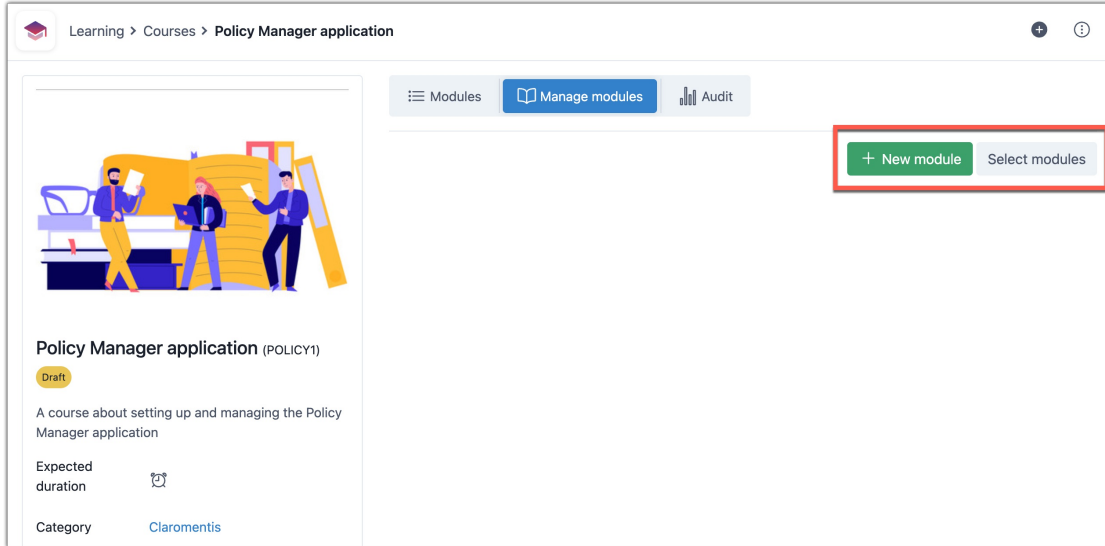 Learning > Courses > Policy Manager application
Modules
Manage modules
Audit
+ New module
Select modules
Policy Manager application (POLICY1)
Draft
A course about setting up and managing the Policy
Manager application
Expected
duration
Category
Claromentis